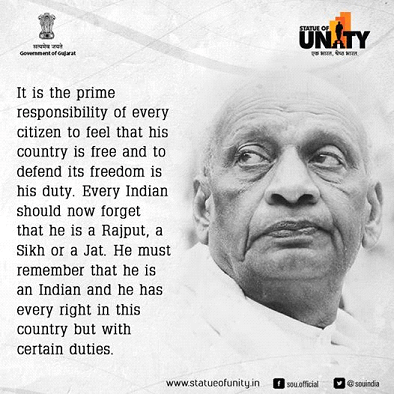 सत्यमेव जयते
Government of Gujarat
STATUE OF
UNITY
एक भारत, श्रेष्ठ भारत
It is the prime
responsibility of every
citizen to feel that his
country is free and to
defend its freedom is
his duty. Every Indian
should now forget
that he is a Rajput, a
Sikh or a Jat. He must
remember that he is
an Indian and he has
every right in this
country but with
certain duties.
www.statueofunity.in
sou.official
@souindia